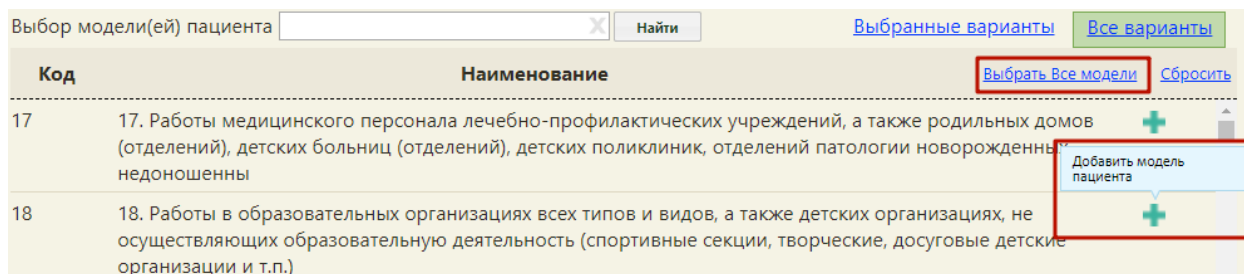 Выбор модели(ей) пациента X Найти Выбранные варианты Все варианты
Код Наименование Выбрать Все модели Сбросить
17 17. Работы медицинского персонала лечебно-профилактических учреждений, а также родильных домов
(отделений), детских больниц (отделений), детских поликлиник, отделений патологии новорожденных,
недоношенны
Добавить модель
пациента
18 18. Работы в образовательных организациях всех типов и видов, а также детских организациях, не
осуществляющих образовательную деятельность (спортивные секции, творческие, досуговые детские
организации и т.п.)